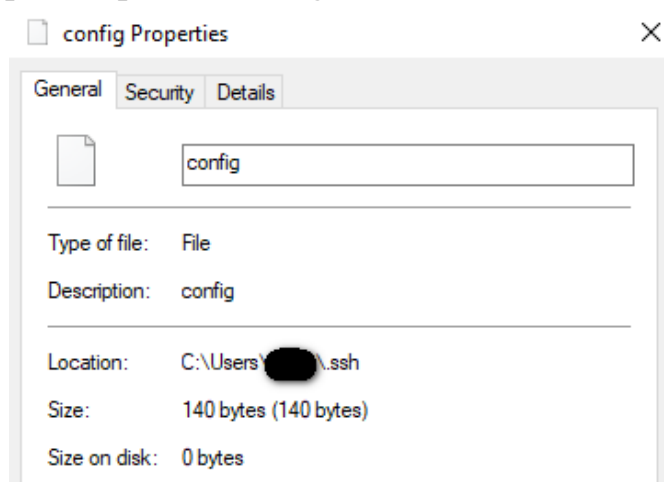 config Properties
General Security Details
config
Type of file: File
Description: config
Location: C:\Users\ \.ssh
Size: 140 bytes (140 bytes)
Size on disk: 0 bytes